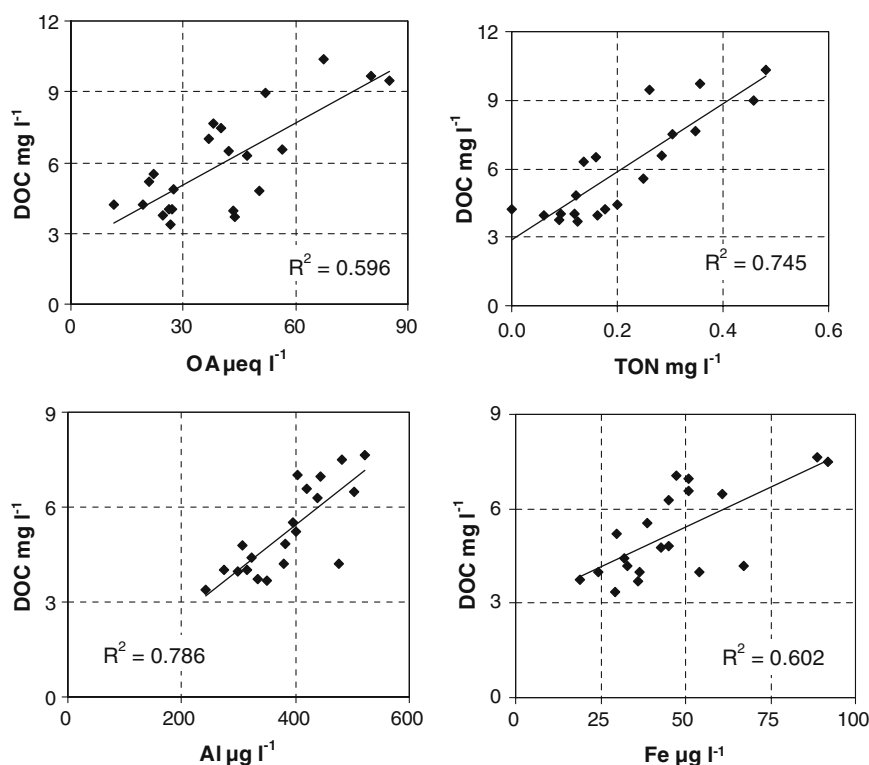 12
9
6
3
0
DOC mg l⁻¹
R² = 0.596
0 30 60 90
OA µeq l⁻¹
12
9
6
3
0
DOC mg l⁻¹
R² = 0.745
0.0 0.2 0.4 0.6
TON mg l⁻¹
9
6
3
0
DOC mg l⁻¹
R² = 0.786
0 200 400 600
Al µg l⁻¹
9
6
3
0
DOC mg l⁻¹
R² = 0.602
0 25 50 75 100
Fe µg l⁻¹